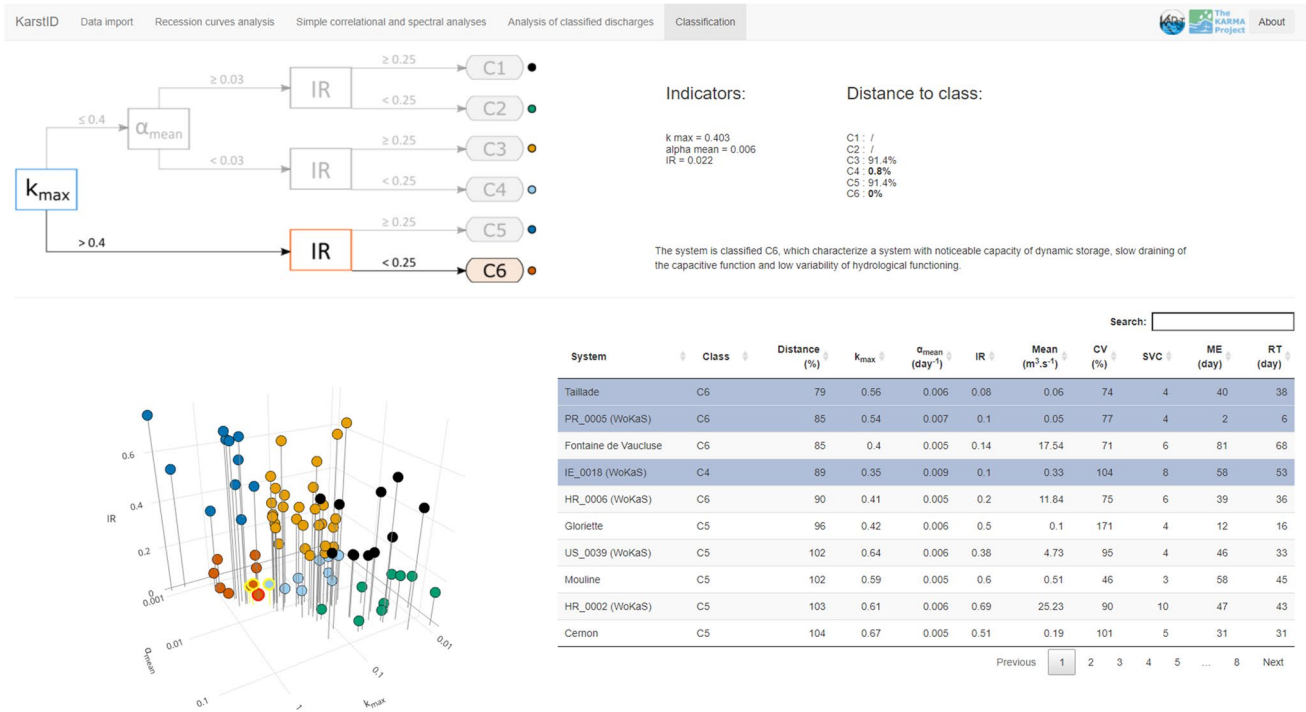 KarstID Data import Recession curves analysis Simple correlational and spectral analyses Analysis of classified discharges Classification The KARMA Project About
≥ 0.25
C1
≥ 0.03
IR
< 0.25
C2
≤ 0.4
αmean
≥ 0.25
C3
< 0.03
IR
< 0.25
C4
kmax
≥ 0.25
C5
> 0.4
IR
< 0.25
C6
Indicators:
k max = 0.403
alpha mean = 0.006
IR = 0.022
Distance to class:
C1 : /
C2 : /
C3 : 91.4%
C4 : 0.8%
C5 : 91.4%
C6 : 0%
The system is classified C6, which characterize a system with noticeable capacity of dynamic storage, slow draining of
the capacitive function and low variability of hydrological functioning.
0.6
0.4
IR
0.2
0
0.001
0.01
αmean
0.1
1
kmax
0.1
0.01
Search:
System Class Distance (%) kmax αmean (day-1) IR Mean (m3.s-1) CV (%) SVC ME (day) RT (day)
Taillade C6 79 0.56 0.006 0.08 0.06 74 4 40 38
PR_0005 (WoKaS) C6 85 0.54 0.007 0.1 0.05 77 4 2 6
Fontaine de Vaucluse C6 85 0.4 0.005 0.14 17.54 71 6 81 68
IE_0018 (WoKaS) C4 89 0.35 0.009 0.1 0.33 104 8 58 53
HR_0006 (WoKaS) C6 90 0.41 0.005 0.2 11.84 75 6 39 36
Gloriette C5 96 0.42 0.006 0.5 0.1 171 4 12 16
US_0039 (WoKaS) C5 102 0.64 0.006 0.38 4.73 95 4 46 33
Mouline C5 102 0.59 0.006 0.6 0.51 46 3 58 45
HR_0002 (WoKaS) C5 103 0.61 0.006 0.69 25.23 90 10 47 43
Cernon C5 104 0.67 0.005 0.51 0.19 101 5 31 31
Previous 1 2 3 4 5 ... 8 Next